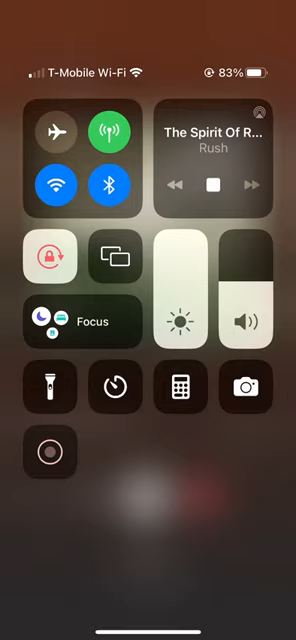 T-Mobile Wi-Fi 83%
The Spirit Of R...
Rush
Focus